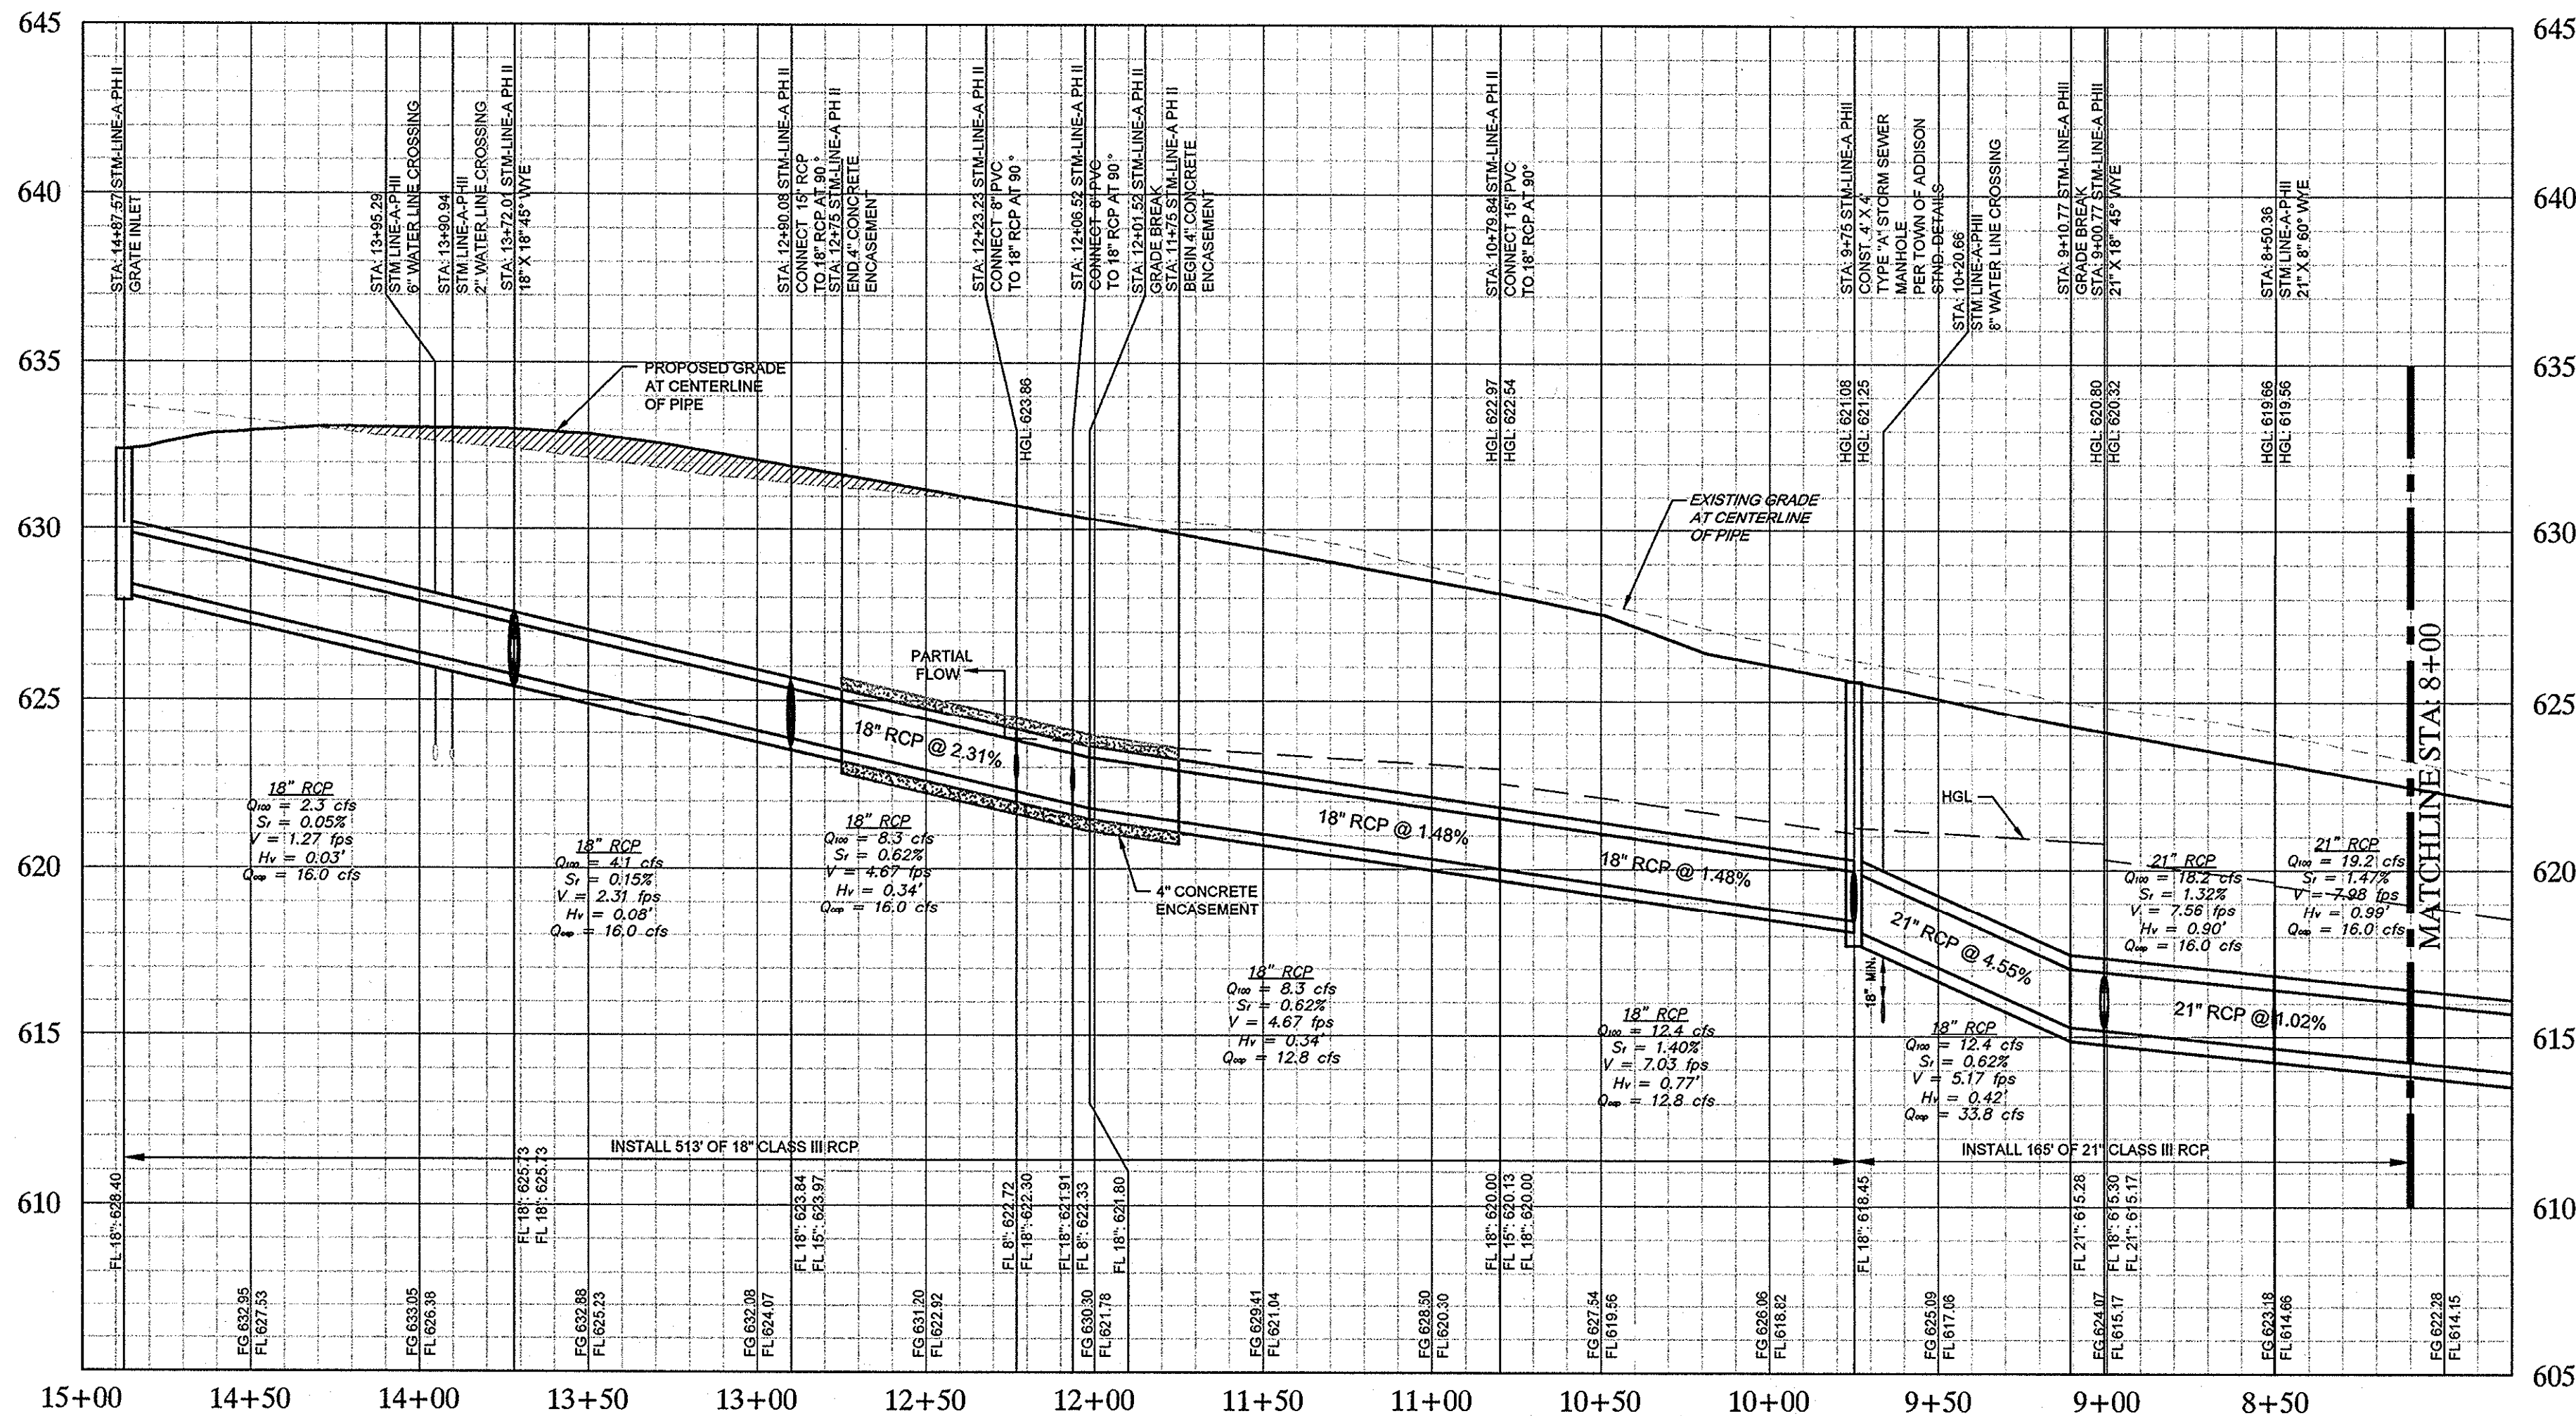 645
640
635
630
625
620
615
610
645
640
635
630
625
620
615
610
605
STA: 14+87.57 STM-LINE-A PH II
GRATE INLET
STA: 13+95.29
STM LINE-A-PHII
6" WATER LINE CROSSING
STA: 13+90.94
STM LINE-A-PHII
2" WATER LINE CROSSING
STA: 13+72.01 STM-LINE-A PH II
18" X 18" 45° WYE
STA: 12+90.08 STM-LINE-A PH II
CONNECT 15" RCP
TO 18" RCP AT 90°
STA: 12+75 STM-LINE-A PH II
END 4" CONCRETE
ENCASEMENT
STA: 12+23.23 STM-LINE-A PH II
CONNECT 8" PVC
TO 18" RCP AT 90°
STA: 12+06.52 STM-LINE-A PH II
CONNECT 8" PVC
TO 18" RCP AT 90°
STA: 12+01.52 STM-LINE-A PH II
GRADE BREAK
STA: 11+75 STM-LINE-A PH II
BEGIN 4" CONCRETE
ENCASEMENT
STA: 10+79.84 STM-LINE-A PH II
CONNECT 15" PVC
TO 18" RCP AT 90°
STA: 9+75 STM-LINE-A PHII
CONST. 4' X 4'
TYPE "A" STORM SEWER
MANHOLE
PER TOWN OF ADDISON
STND. DETAILS
STA: 10+20.66
STM LINE-A-PHII
8" WATER LINE CROSSING
STA: 9+10.77 STM-LINE-A PHII
GRADE BREAK
STA: 9+00.77 STM-LINE-A PHII
21" X 18" 45° WYE
STA: 8+50.36
STM LINE-A-PHII
21" X 8" 60° WYE
PROPOSED GRADE
AT CENTERLINE
OF PIPE
HGL: 623.86
HGL: 622.97
HGL: 622.54
HGL: 621.08
HGL: 621.25
HGL: 620.80
HGL: 620.32
HGL: 619.66
HGL: 619.56
EXISTING GRADE
AT CENTERLINE
OF PIPE
PARTIAL
FLOW
18" RCP @ 2.31%
18" RCP @ 1.48%
18" RCP @ 1.48%
21" RCP @ 4.55%
21" RCP @ 1.02%
HGL
MATCHLINE STA: 8+00
4" CONCRETE
ENCASEMENT
18" MIN.
18" RCP
Q100 = 2.3 cfs
Sf = 0.05%
V = 1.27 fps
Hv = 0.03'
Qcap = 16.0 cfs
18" RCP
Q100 = 4.1 cfs
Sf = 0.15%
V = 2.31 fps
Hv = 0.08'
Qcap = 16.0 cfs
18" RCP
Q100 = 8.3 cfs
Sf = 0.62%
V = 4.67 fps
Hv = 0.34'
Qcap = 16.0 cfs
18" RCP
Q100 = 8.3 cfs
Sf = 0.62%
V = 4.67 fps
Hv = 0.34'
Qcap = 12.8 cfs
18" RCP
Q100 = 12.4 cfs
Sf = 1.40%
V = 7.03 fps
Hv = 0.77'
Qcap = 12.8 cfs
18" RCP
Q100 = 12.4 cfs
Sf = 0.62%
V = 5.17 fps
Hv = 0.42'
Qcap = 33.8 cfs
21" RCP
Q100 = 18.2 cfs
Sf = 1.32%
V = 7.56 fps
Hv = 0.90'
Qcap = 16.0 cfs
21" RCP
Q100 = 19.2 cfs
Sf = 1.47%
V = 7.98 fps
Hv = 0.99'
Qcap = 16.0 cfs
INSTALL 513' OF 18" CLASS III RCP
INSTALL 165' OF 21" CLASS III RCP
FL 18": 628.40
FL 18": 625.73
FL 18": 625.73
FL 18": 623.84
FL 15": 623.97
FL 8": 622.72
FL 18": 622.30
FL 18": 621.91
FL 8": 622.33
FL 18": 621.80
FL 18": 620.00
FL 15": 620.13
FL 18": 620.00
FL 18": 618.45
FL 21": 615.28
FL 18": 615.30
FL 21": 615.17
FG 632.95
FL 627.53
FG 633.05
FL 626.38
FG 632.88
FL 625.23
FG 632.08
FL 624.07
FG 631.20
FL 622.92
FG 630.30
FL 621.78
FG 629.41
FL 621.04
FG 628.50
FL 620.30
FG 627.54
FL 619.56
FG 626.06
FL 618.82
FG 625.09
FL 617.06
FG 624.07
FL 615.17
FG 623.18
FL 614.66
FG 622.28
FL 614.15
15+00 14+50 14+00 13+50 13+00 12+50 12+00 11+50 11+00 10+50 10+00 9+50 9+00 8+50